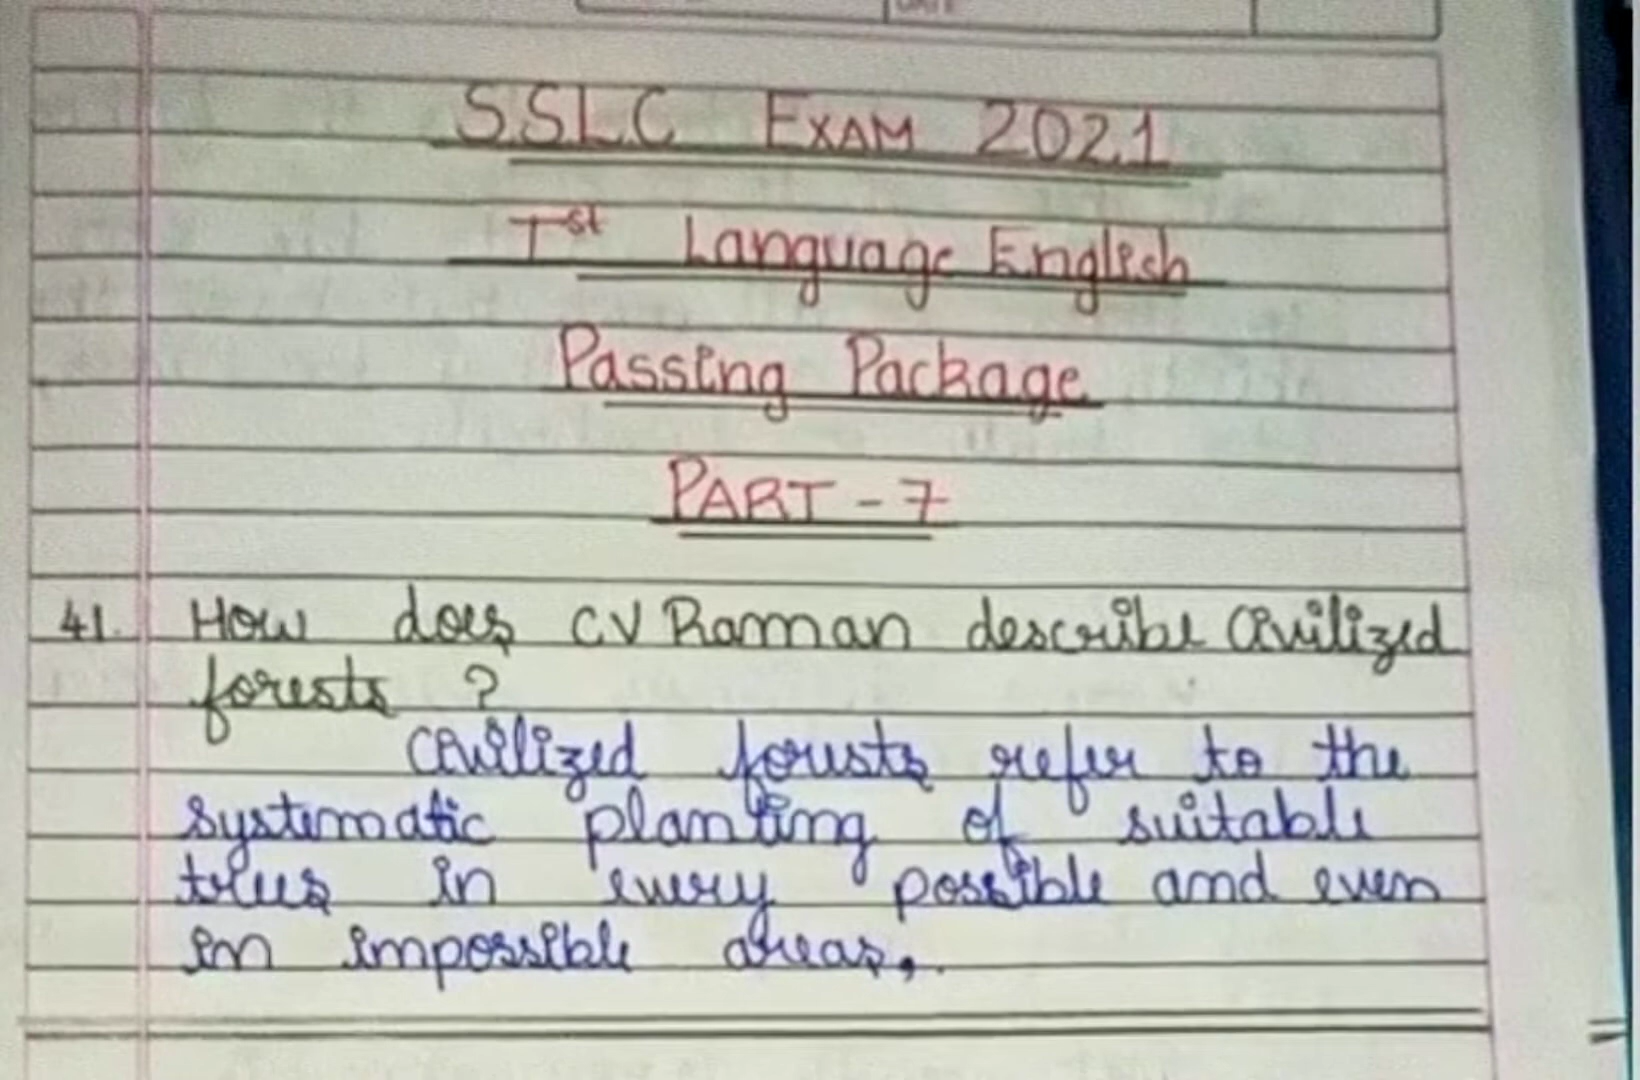 DATE
S.S.L.C EXAM 2021
Ist Language English
Passing Package
PART - 7
41. How does CV Raman describe Civilized
forests ?
Civilized forests refer to the
systematic planting of suitable
trees in every possible and even
in impossible areas,.